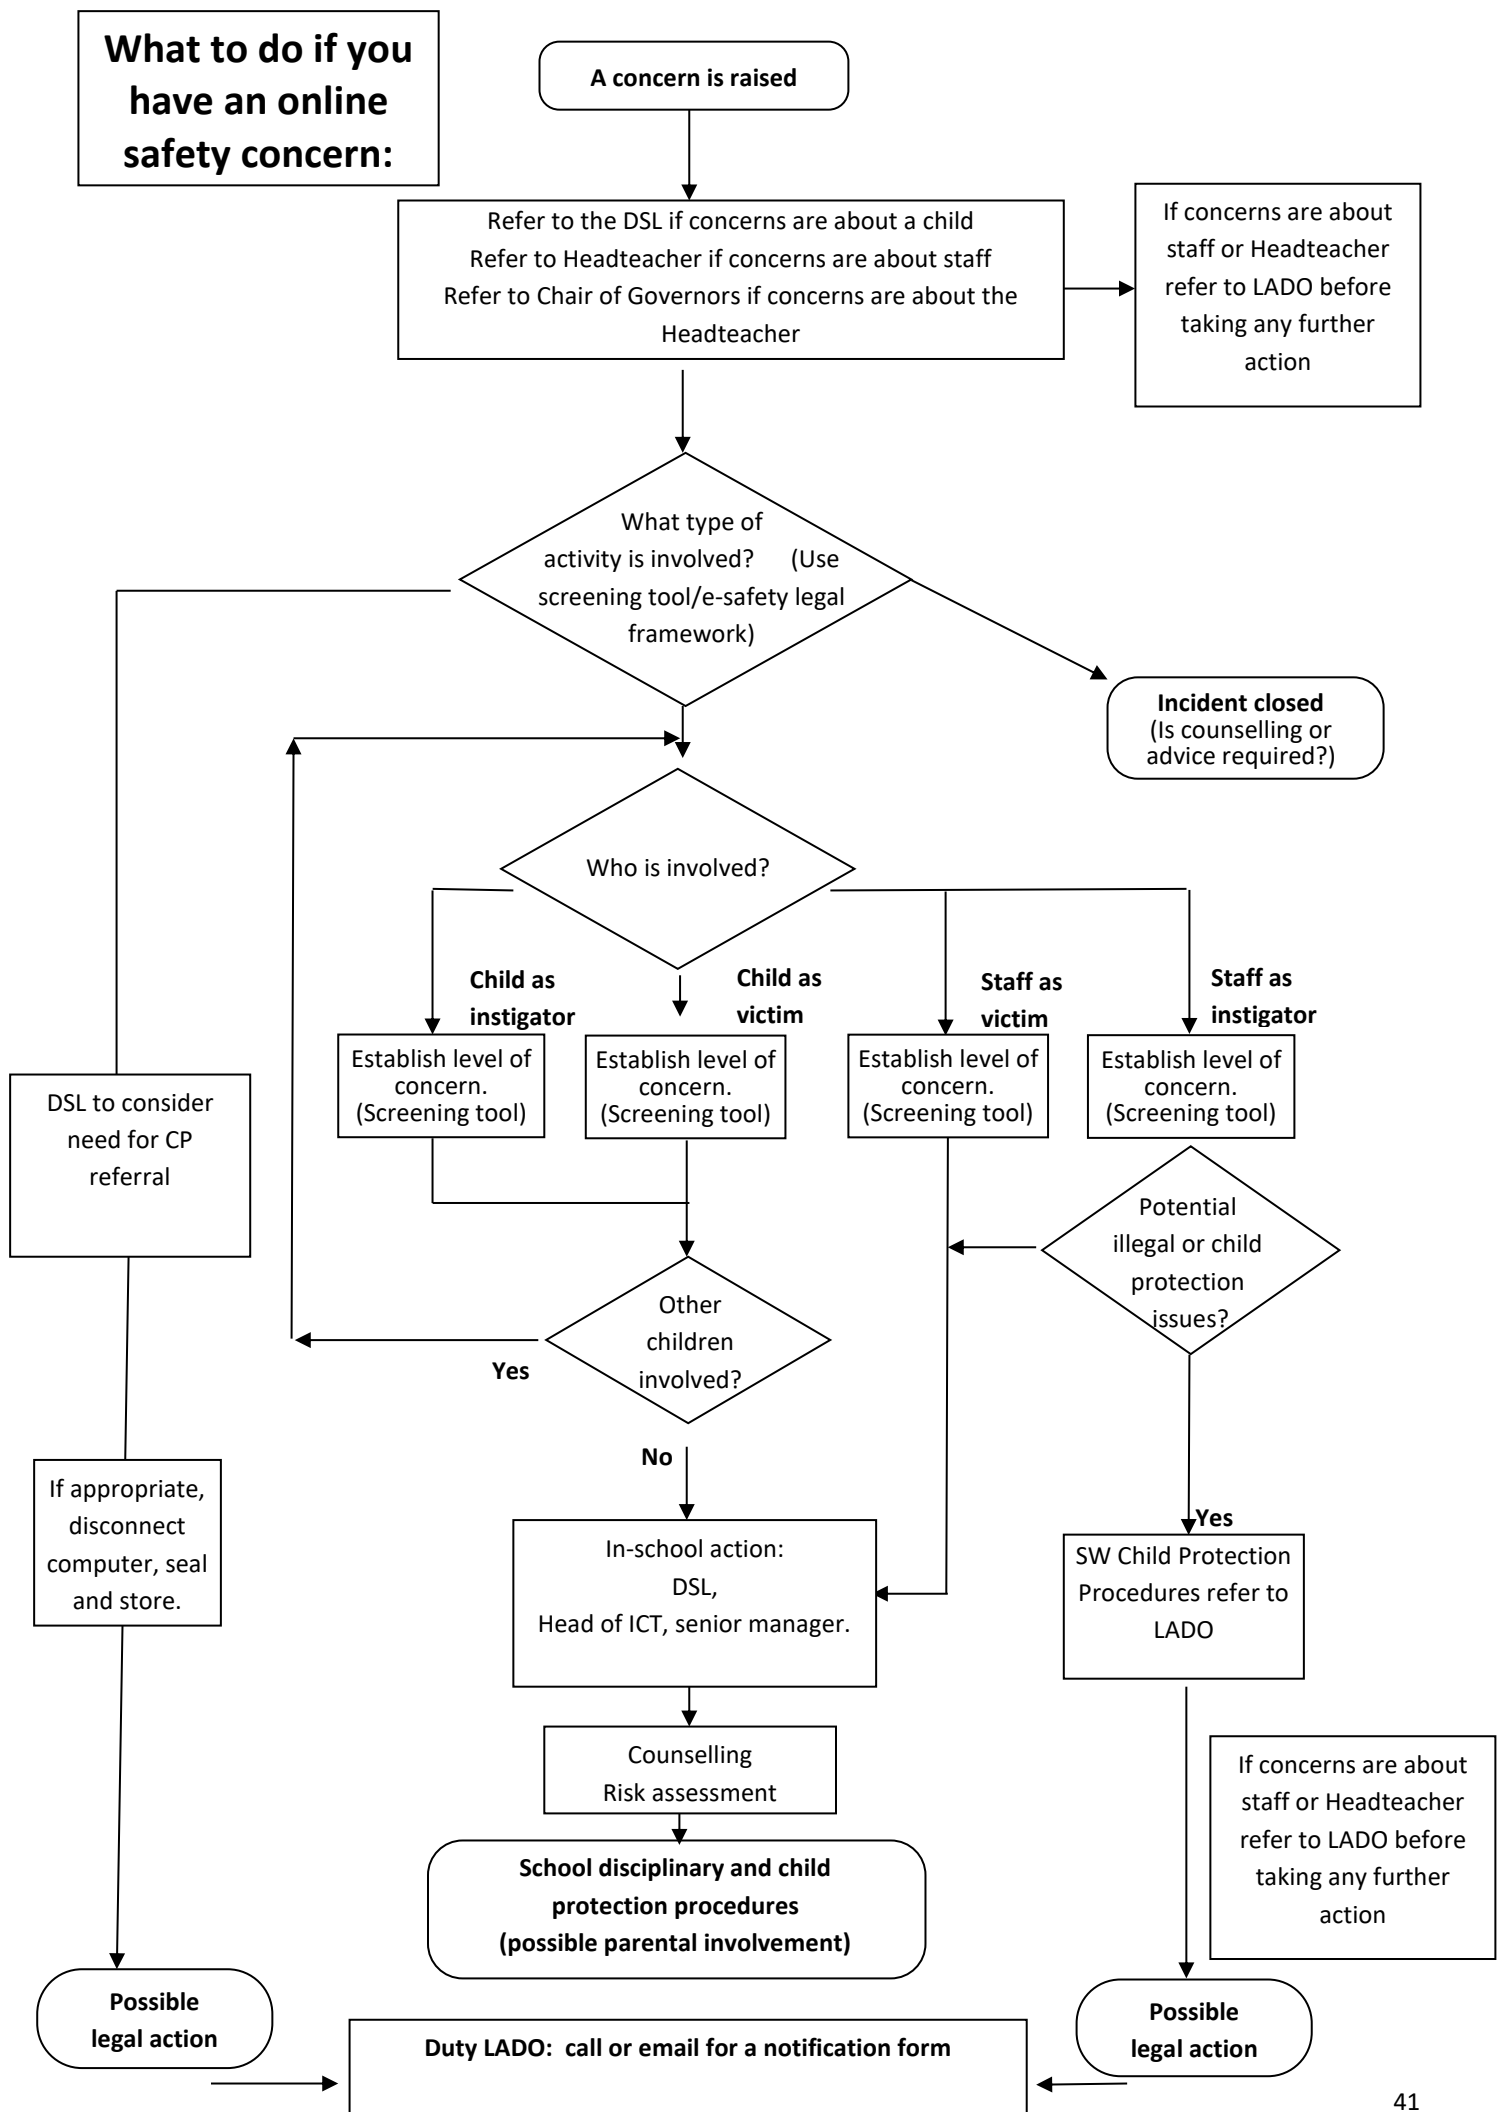 What to do if you
have an online
safety concern:
A concern is raised
Refer to the DSL if concerns are about a child
Refer to Headteacher if concerns are about staff
Refer to Chair of Governors if concerns are about the
Headteacher
If concerns are about
staff or Headteacher
refer to LADO before
taking any further
action
What type of
activity is involved? (Use
screening tool/e-safety legal
framework)
Incident closed
(Is counselling or
advice required?)
Who is involved?
Child as
instigator
Child as
victim
Staff as
victim
Staff as
instigator
Establish level of
concern.
(Screening tool)
Establish level of
concern.
(Screening tool)
Establish level of
concern.
(Screening tool)
Establish level of
concern.
(Screening tool)
DSL to consider
need for CP
referral
Potential
illegal or child
protection
issues?
Other
children
involved?
Yes
No
If appropriate,
disconnect
computer, seal
and store.
In-school action:
DSL,
Head of ICT, senior manager.
Yes
SW Child Protection
Procedures refer to
LADO
Counselling
Risk assessment
If concerns are about
staff or Headteacher
refer to LADO before
taking any further
action
School disciplinary and child
protection procedures
(possible parental involvement)
Possible
legal action
Possible
legal action
Duty LADO: call or email for a notification form
41